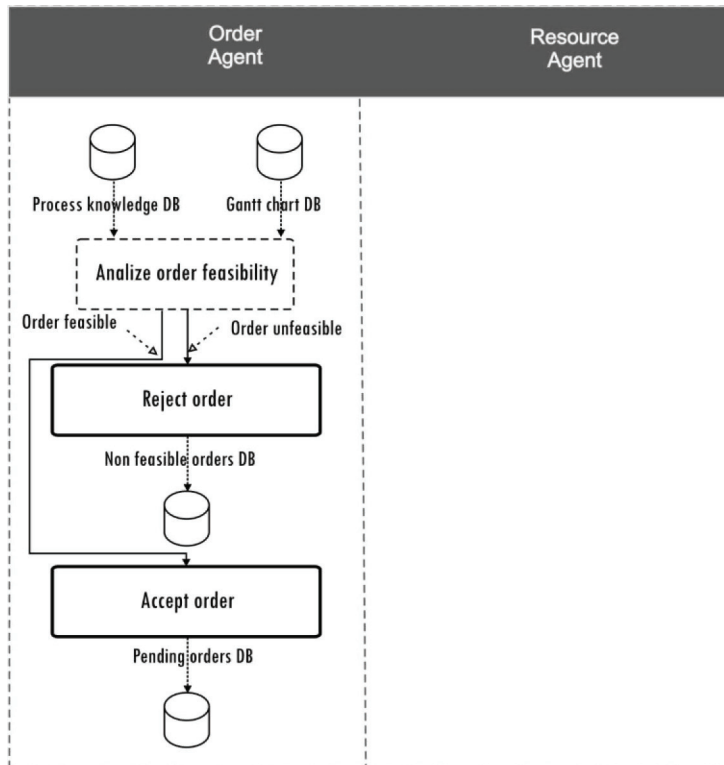 Order
Agent
Resource
Agent
Process knowledge DB
Gantt chart DB
Analize order feasibility
Order feasible
Order unfeasible
Reject order
Non feasible orders DB
Accept order
Pending orders DB